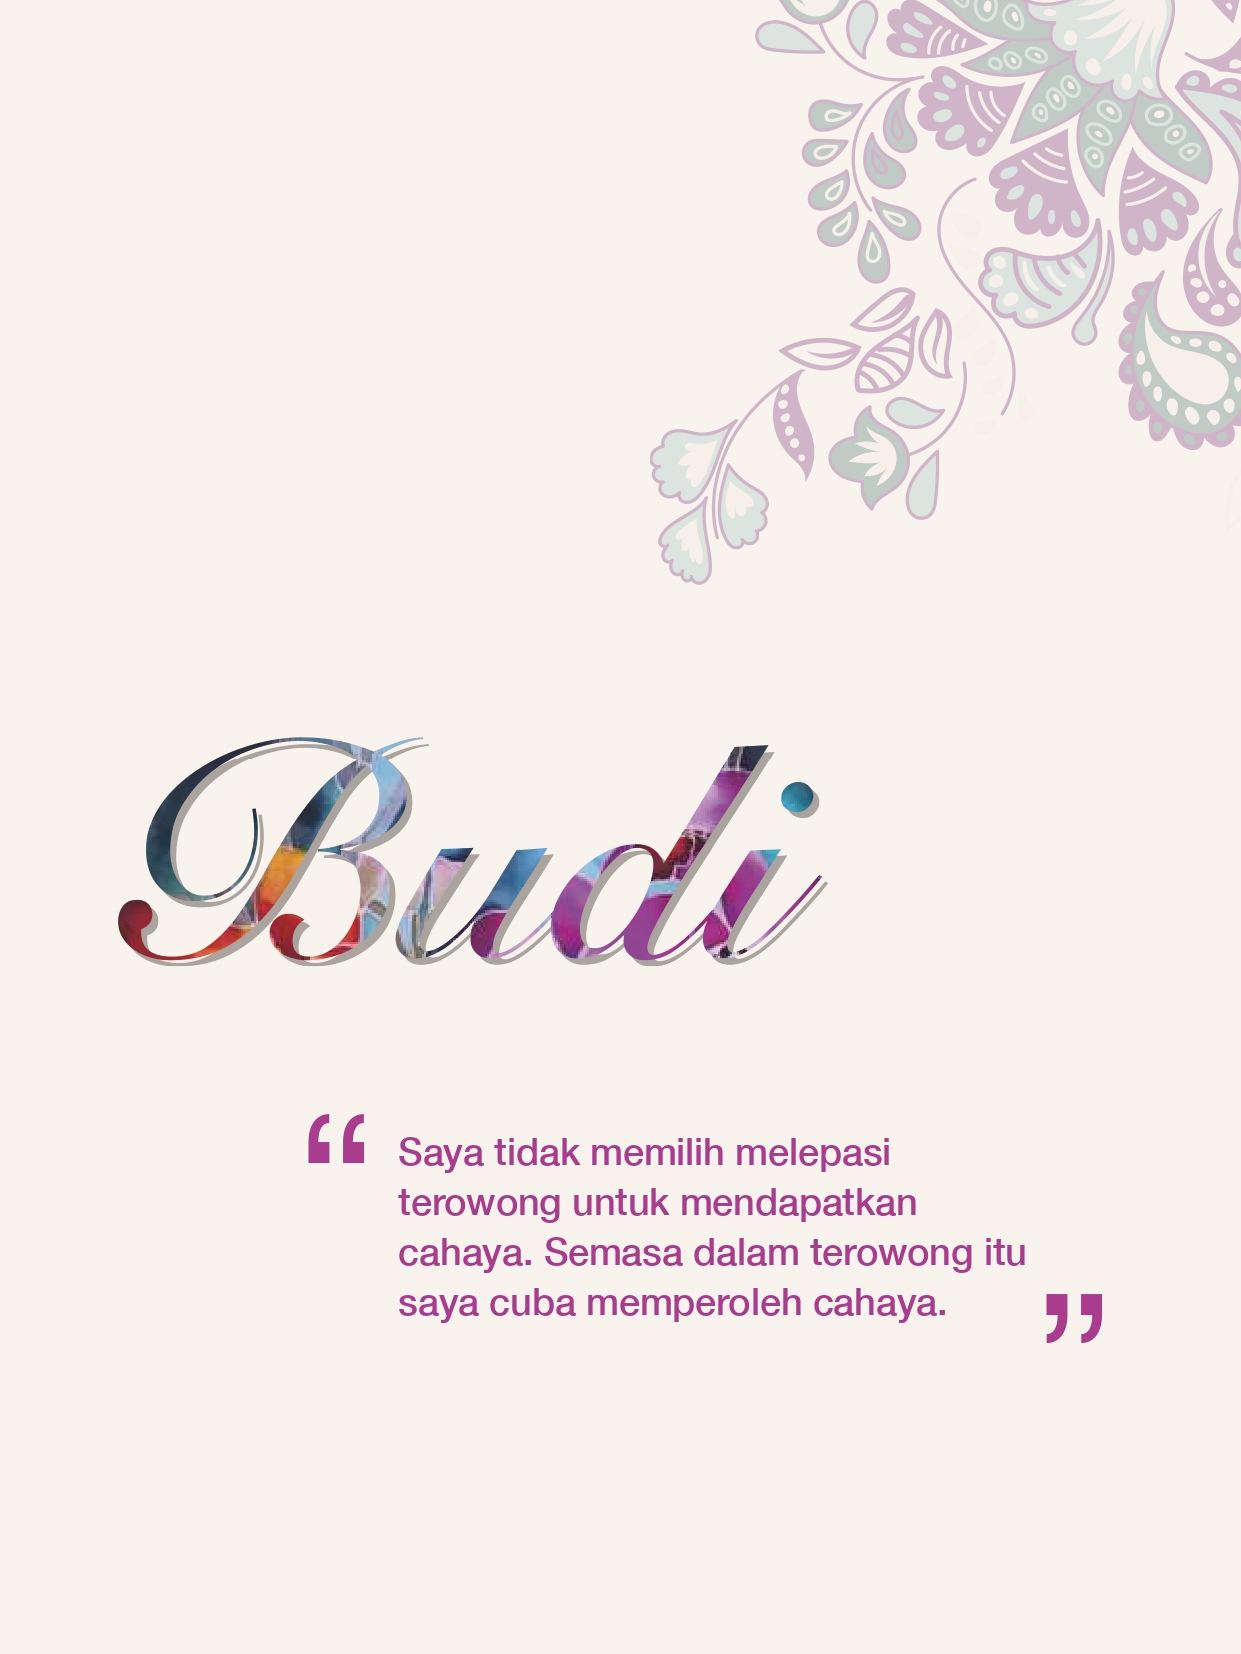 Budi
“ Saya tidak memilih melepasi
terowong untuk mendapatkan
cahaya. Semasa dalam terowong itu
saya cuba memperoleh cahaya. ”